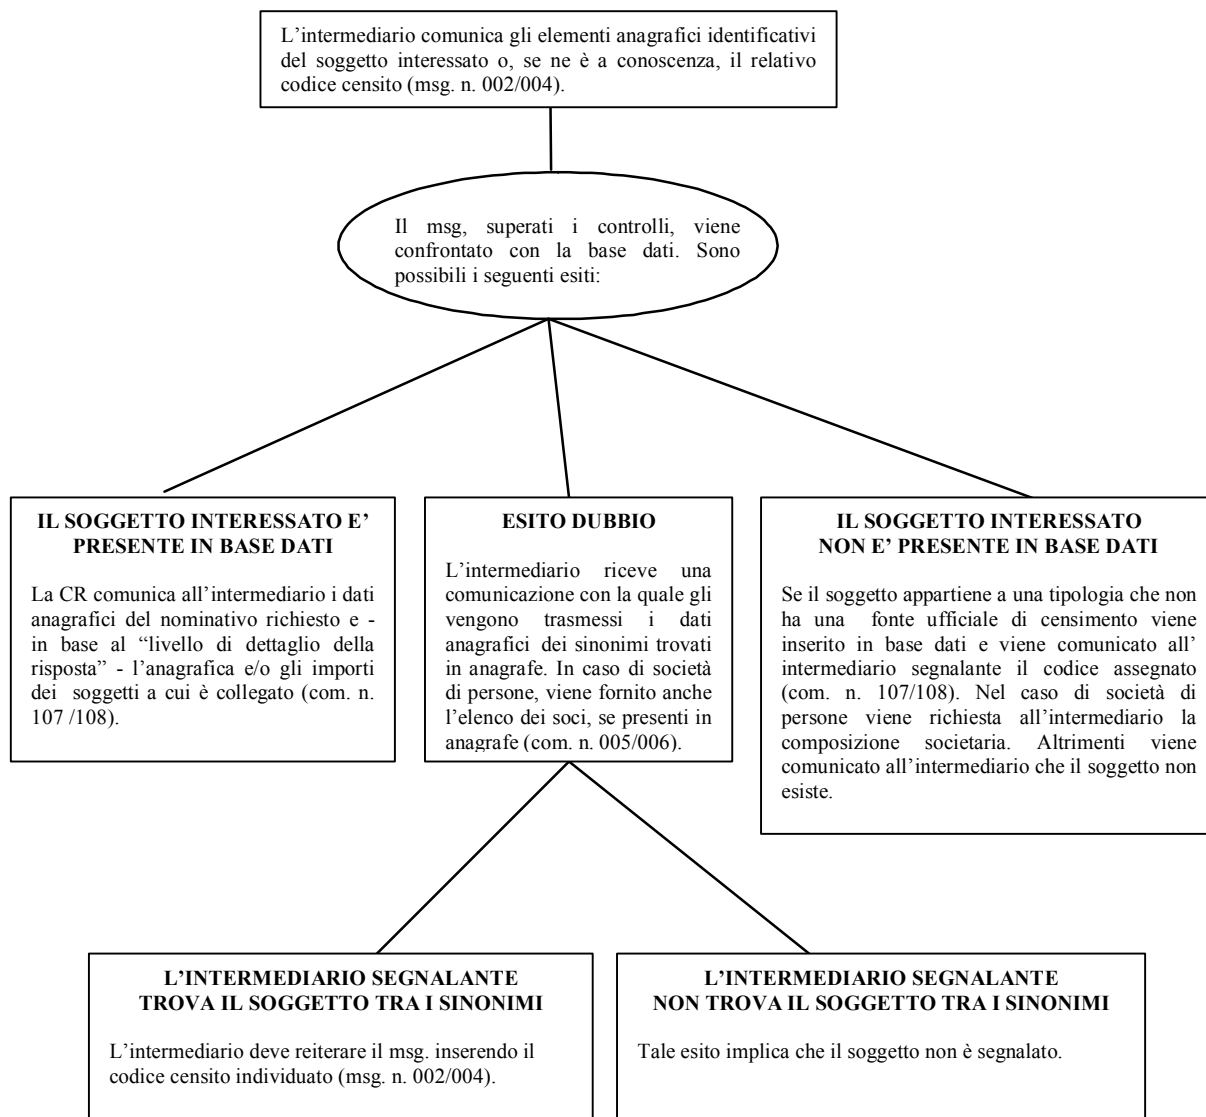 L’intermediario comunica gli elementi anagrafici identificativi
del soggetto interessato o, se ne è a conoscenza, il relativo
codice censito (msg. n. 002/004).
Il msg, superati i controlli, viene
confrontato con la base dati. Sono
possibili i seguenti esiti:
IL SOGGETTO INTERESSATO E’
PRESENTE IN BASE DATI
La CR comunica all’intermediario i dati
anagrafici del nominativo richiesto e -
in base al “livello di dettaglio della
risposta” - l’anagrafica e/o gli importi
dei soggetti a cui è collegato (com. n.
107 /108).
ESITO DUBBIO
L’intermediario riceve una
comunicazione con la quale gli
vengono trasmessi i dati
anagrafici dei sinonimi trovati
in anagrafe. In caso di società
di persone, viene fornito anche
l’elenco dei soci, se presenti in
anagrafe (com. n. 005/006).
IL SOGGETTO INTERESSATO
NON E’ PRESENTE IN BASE DATI
Se il soggetto appartiene a una tipologia che non
ha una fonte ufficiale di censimento viene
inserito in base dati e viene comunicato all’
intermediario segnalante il codice assegnato
(com. n. 107/108). Nel caso di società di
persone viene richiesta all’intermediario la
composizione societaria. Altrimenti viene
comunicato all’intermediario che il soggetto non
esiste.
L’INTERMEDIARIO SEGNALANTE
TROVA IL SOGGETTO TRA I SINONIMI
L’intermediario deve reiterare il msg. inserendo il
codice censito individuato (msg. n. 002/004).
L’INTERMEDIARIO SEGNALANTE
NON TROVA IL SOGGETTO TRA I SINONIMI
Tale esito implica che il soggetto non è segnalato.